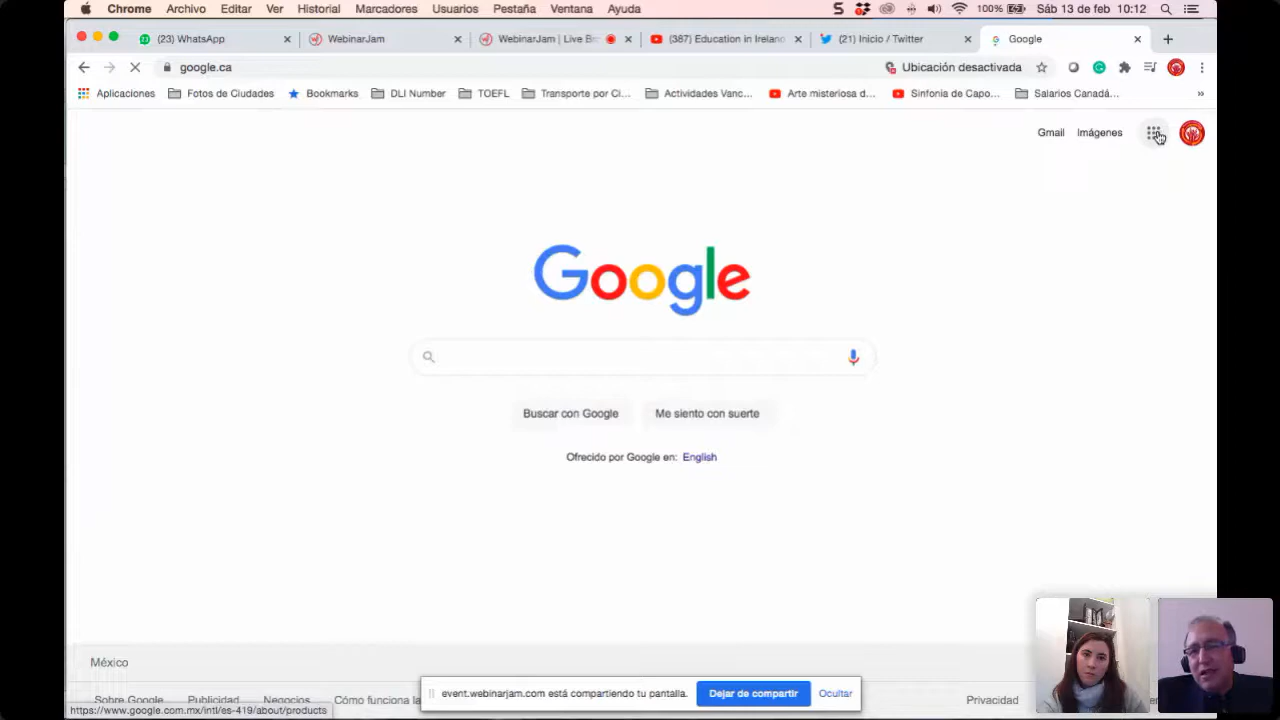 Chrome Archivo Editar Ver Historial Marcadores Usuarios Pestaña Ventana Ayuda 100% Sáb 13 de feb 10:12
(23) WhatsApp WebinarJam WebinarJam | Live B (387) Education in Irelan (21) Inicio / Twitter Google
google.ca Ubicación desactivada
Aplicaciones Fotos de Ciudades Bookmarks DLI Number TOEFL Transporte por Ci... Actividades Vanc... Arte misteriosa d... Sinfonia de Capo... Salarios Canadá... »
Gmail Imágenes
Google
Buscar con Google Me siento con suerte
Ofrecido por Google en: English
México
event.webinarjam.com está compartiendo tu pantalla. Dejar de compartir Ocultar
Sobre Google Publicidad Negocios Cómo funciona la Privacidad
https://www.google.com.mx/intl/es-419/about/products